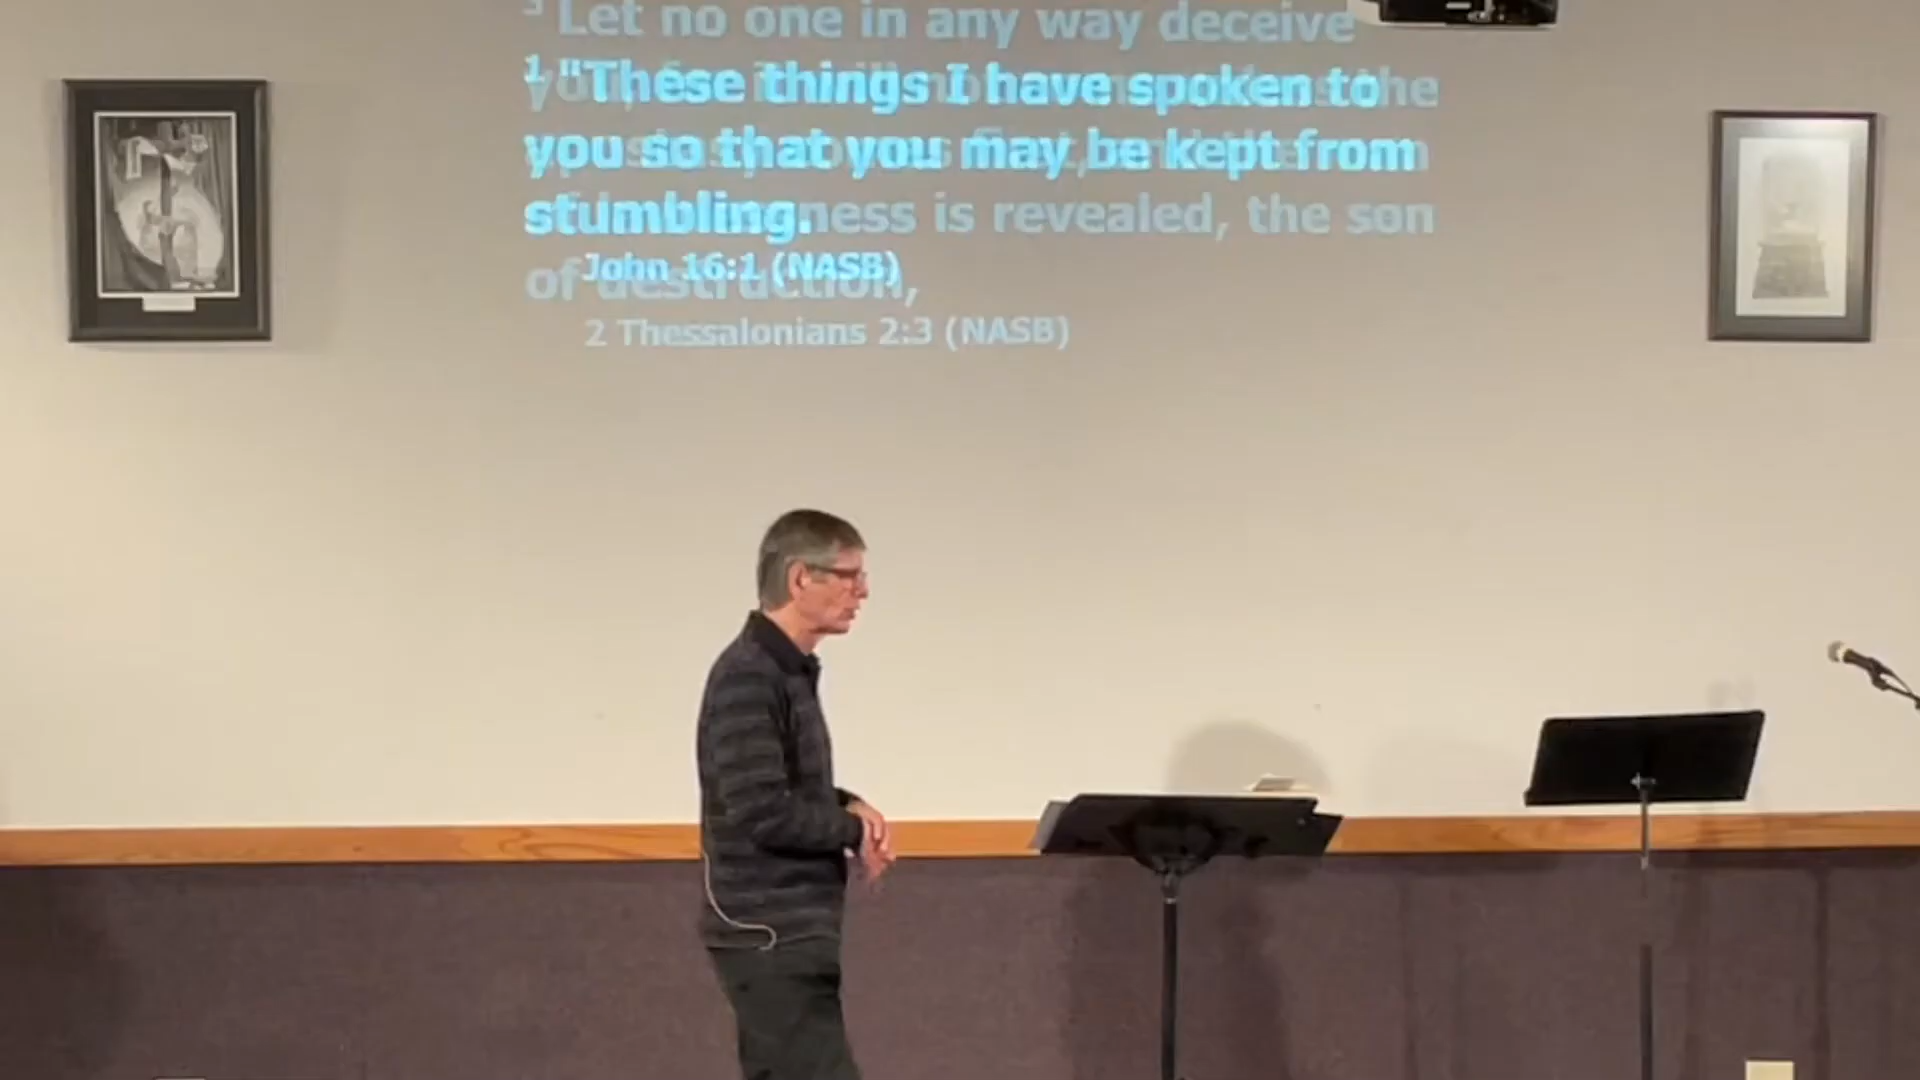 3 Let no one in any way deceive
1 "These things I have spoken to
the
you so that you may be kept from
stumbling.
ness is revealed, the son
John 16:1 (NASB)
of destruction,
2 Thessalonians 2:3 (NASB)